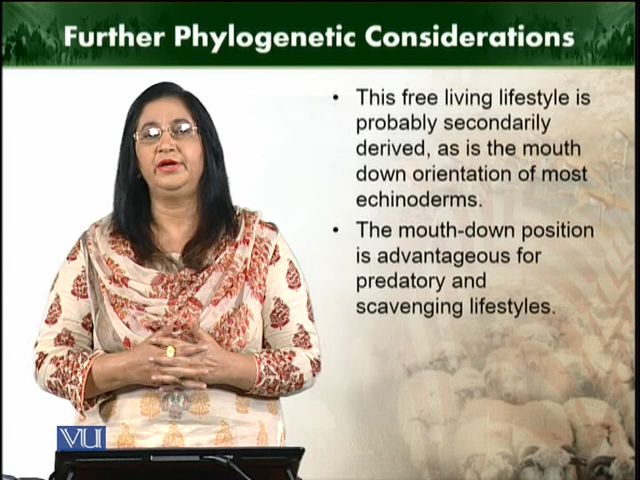 Further Phylogenetic Considerations
• This free living lifestyle is
probably secondarily
derived, as is the mouth
down orientation of most
echinoderms.
• The mouth-down position
is advantageous for
predatory and
scavenging lifestyles.
VU